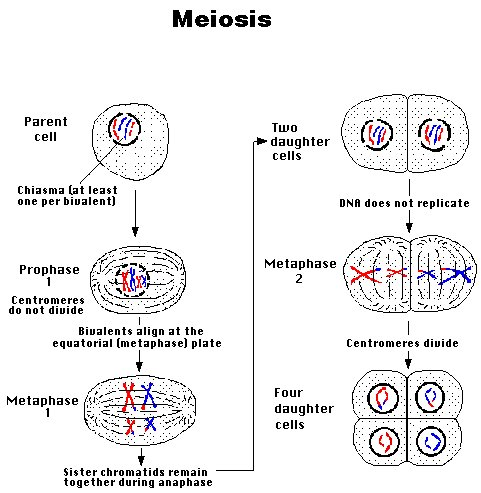 Meiosis
Parent
cell
Chiasma (at least
one per bivalent)
Prophase
1
Centromeres
do not divide
Bivalents align at the
equatorial (metaphase) plate
Metaphase
1
Sister chromatids remain
together during anaphase
Two
daughter
cells
DNA does not replicate
Metaphase
2
Centromeres divide
Four
daughter
cells